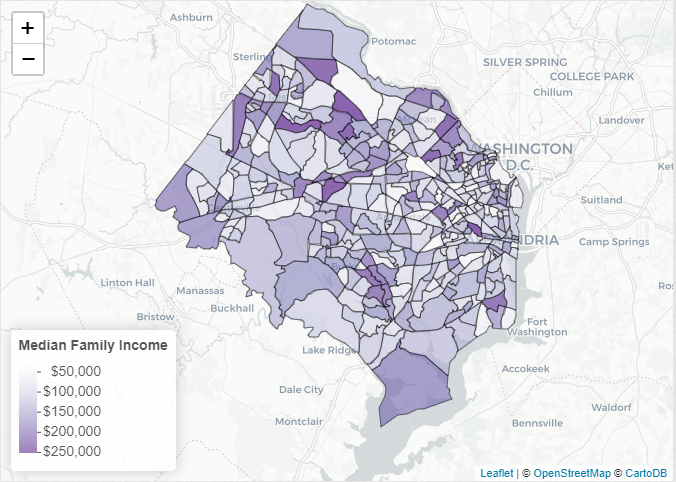 +
Ashburn
Potomac
−
Sterling
SILVER SPRING
COLLEGE PARK
Chillum
Landover
WASHINGTON
D.C.
Suitland
Camp Springs
Linton Hall
Manassas
Buckhall
Bristow
Fort
Washington
Lake Ridge
Accokeek
Dale City
Waldorf
Montclair
Bennsville
Median Family Income
$50,000
$100,000
$150,000
$200,000
$250,000
Leaflet | © OpenStreetMap © CartoDB